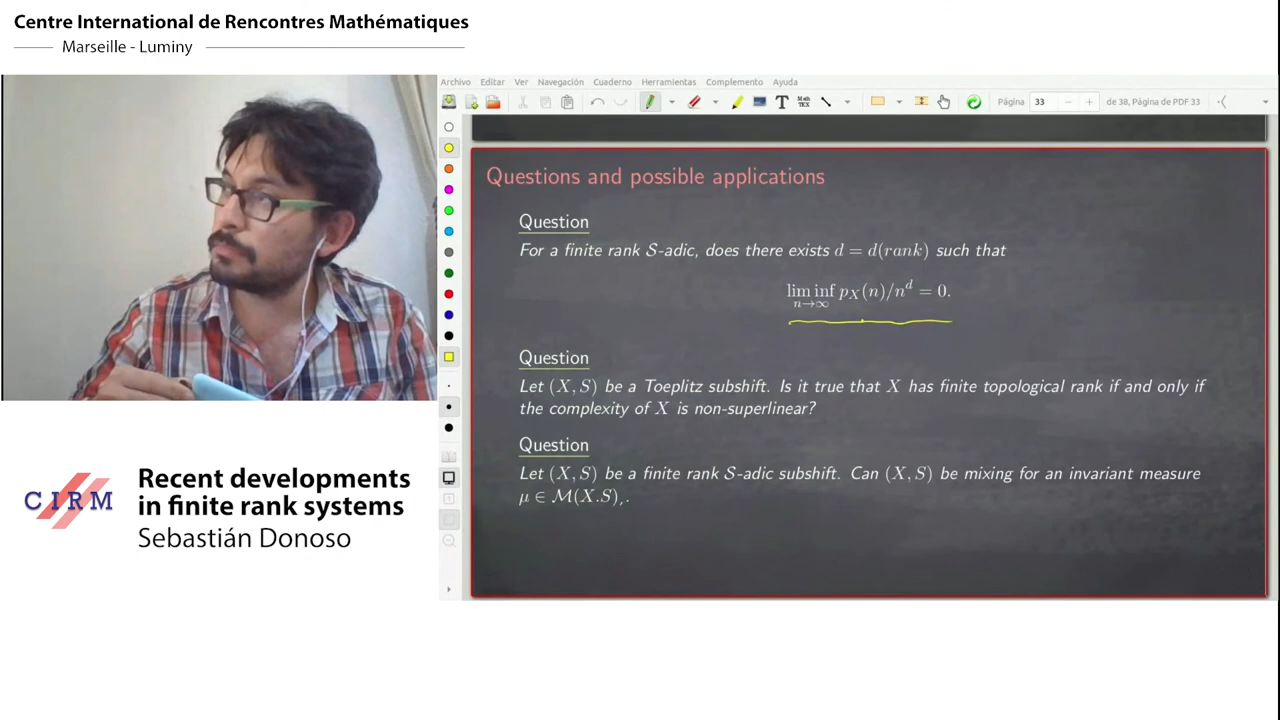 Centre International de Rencontres Mathématiques
Marseille - Luminy
Archivo Editar Ver Navegación Cuaderno Herramientas Complemento Ayuda
Página 33 de 38, Página de PDF 33
Questions and possible applications
Question
For a finite rank S-adic, does there exists d = d(rank) such that
lim inf p_X(n)/n^d = 0.
n→∞
Question
Let (X, S) be a Toeplitz subshift. Is it true that X has finite topological rank if and only if
the complexity of X is non-superlinear?
Question
Let (X, S) be a finite rank S-adic subshift. Can (X, S) be mixing for an invariant measure
μ ∈ M(X.S),.
CIRM
Recent developments
in finite rank systems
Sebastián Donoso